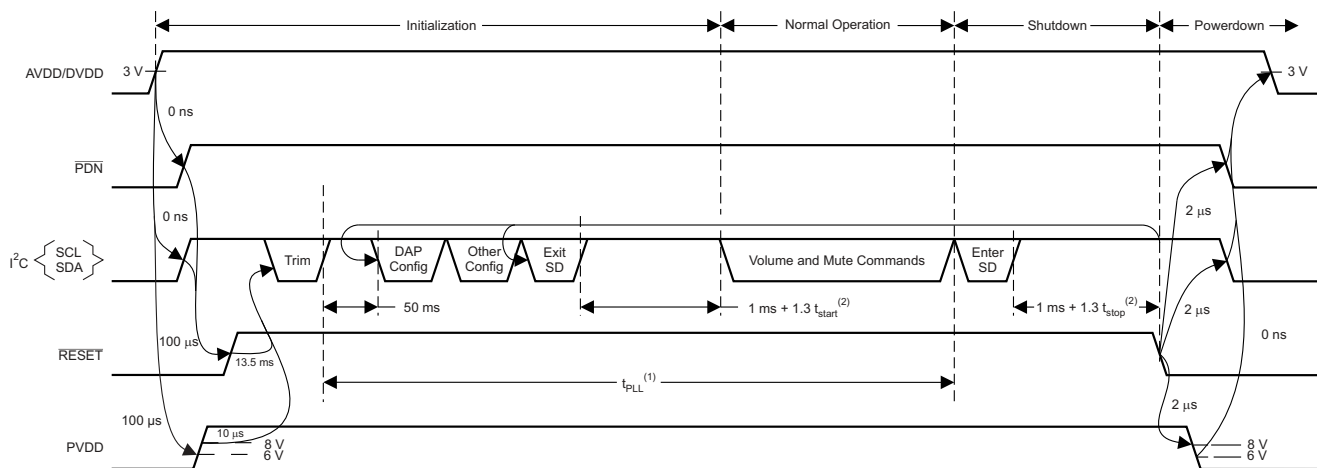 Initialization
Normal Operation
Shutdown
Powerdown
AVDD/DVDD
3 V
3 V
0 ns
PDN
0 ns
2 μs
I²C
SCL
SDA
Trim
DAP
Config
Other
Config
Exit
SD
Volume and Mute Commands
Enter
SD
50 ms
1 ms + 1.3 t_start^(2)
1 ms + 1.3 t_stop^(2)
2 μs
0 ns
100 μs
RESET
13.5 ms
t_PLL^(1)
2 μs
100 μs
PVDD
10 μs
8 V
6 V
8 V
6 V